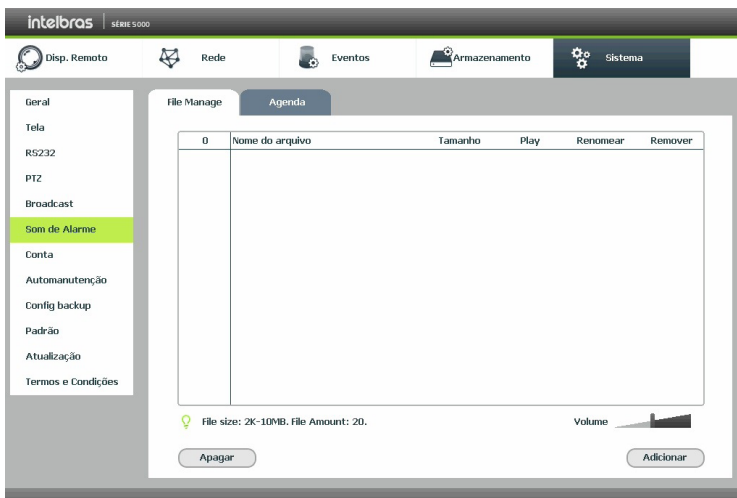 intelbras SÉRIE 5000
Disp. Remoto Rede Eventos Armazenamento Sistema
Geral
Tela
RS232
PTZ
Broadcast
Som de Alarme
Conta
Automanutenção
Config backup
Padrão
Atualização
Termos e Condições
File Manage Agenda
0 Nome do arquivo Tamanho Play Renomear Remover
File size: 2K-10MB. File Amount: 20. Volume
Apagar Adicionar